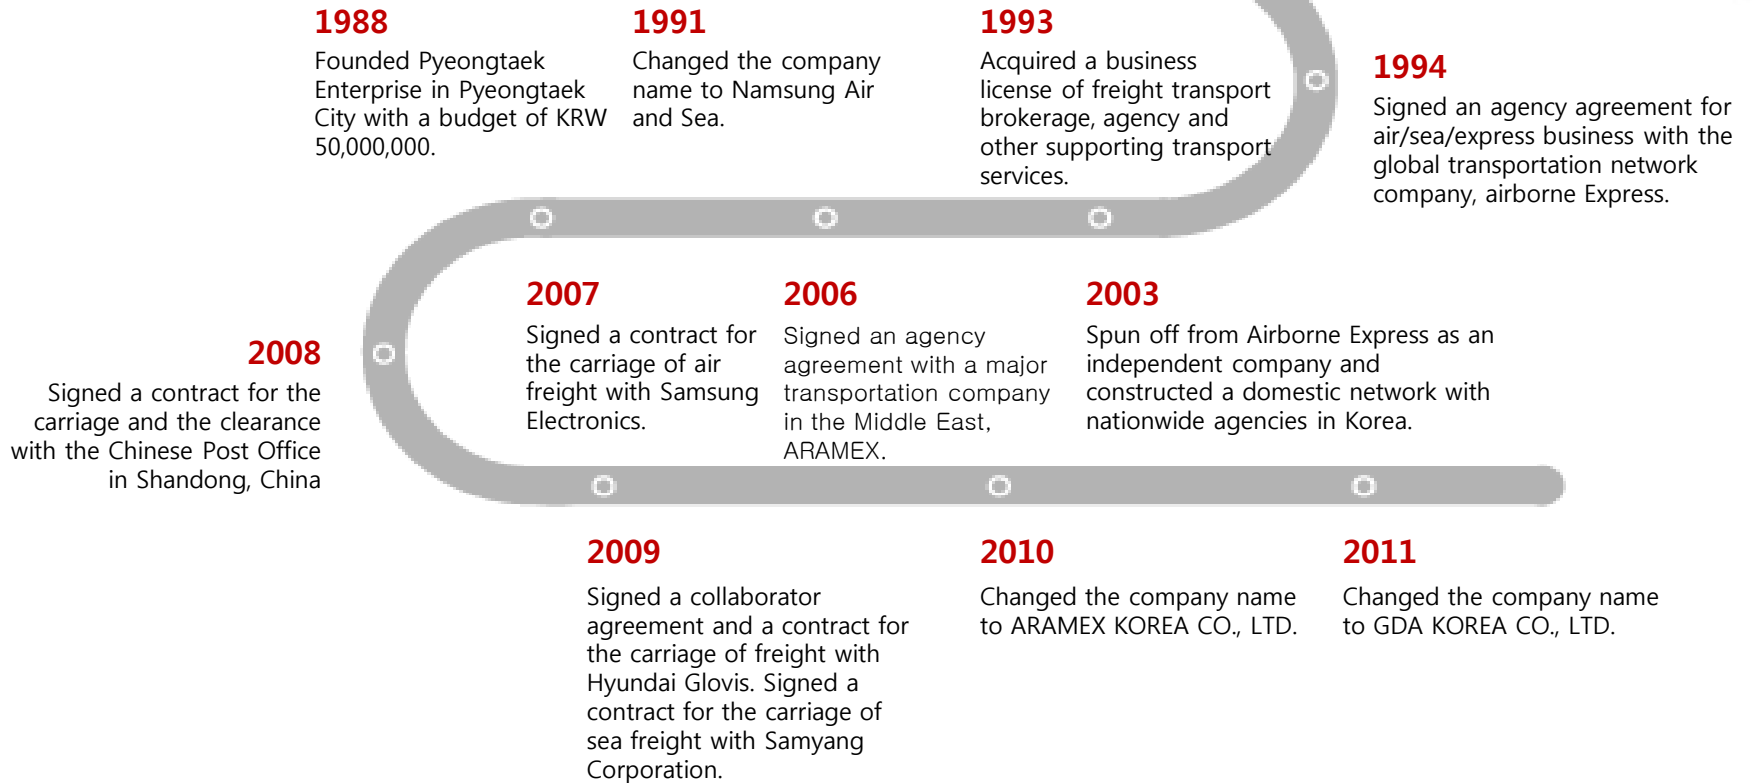 1988
Founded Pyeongtaek
Enterprise in Pyeongtaek
City with a budget of KRW
50,000,000.
1991
Changed the company
name to Namsung Air
and Sea.
1993
Acquired a business
license of freight transport
brokerage, agency and
other supporting transport
services.
1994
Signed an agency agreement for
air/sea/express business with the
global transportation network
company, airborne Express.
2003
Spun off from Airborne Express as an
independent company and
constructed a domestic network with
nationwide agencies in Korea.
2006
Signed an agency
agreement with a major
transportation company
in the Middle East,
ARAMEX.
2007
Signed a contract for
the carriage of air
freight with Samsung
Electronics.
2008
Signed a contract for the
carriage and the clearance
with the Chinese Post Office
in Shandong, China
2009
Signed a collaborator
agreement and a contract for
the carriage of freight with
Hyundai Glovis. Signed a
contract for the carriage of
sea freight with Samyang
Corporation.
2010
Changed the company name
to ARAMEX KOREA CO., LTD.
2011
Changed the company name
to GDA KOREA CO., LTD.